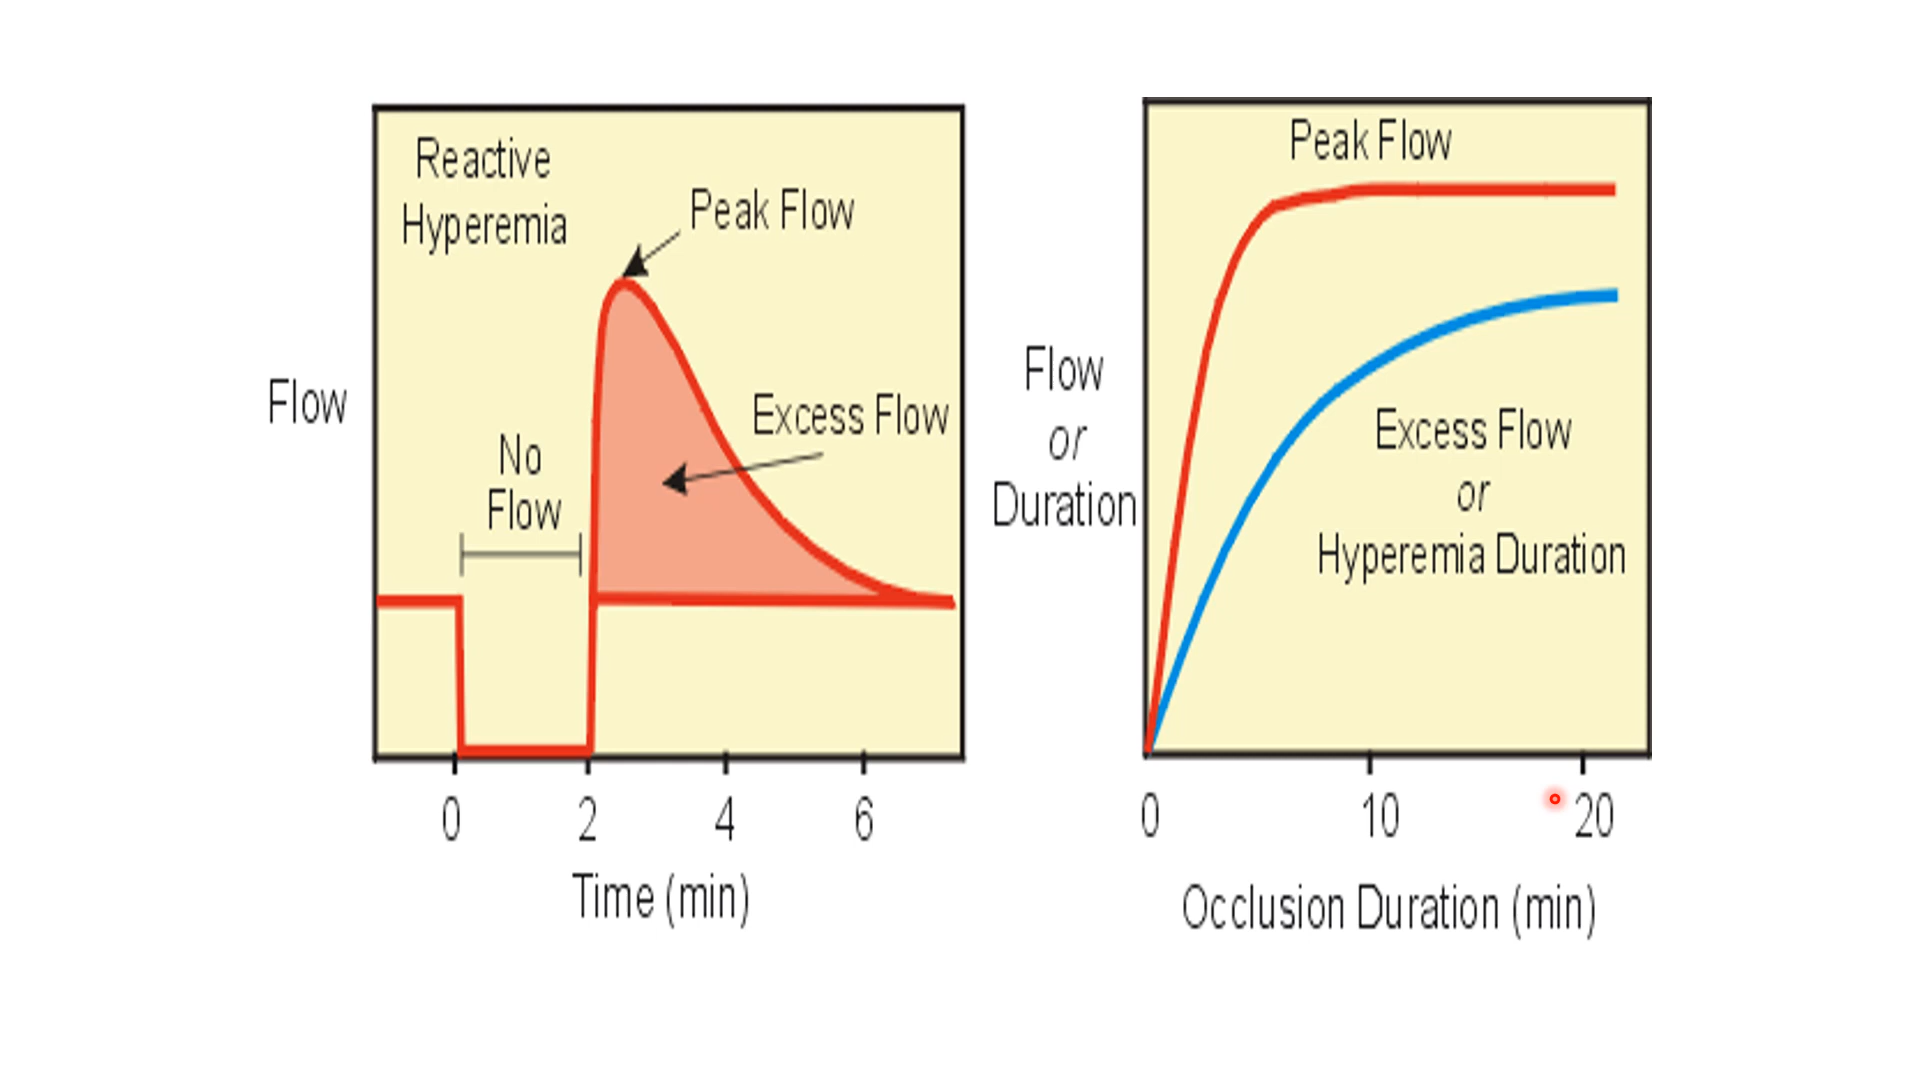 Reactive
Hyperemia
Peak Flow
Excess Flow
No
Flow
Flow
0 2 4 6
Time (min)
Peak Flow
Flow
or
Duration
Excess Flow
or
Hyperemia Duration
0 10 20
Occlusion Duration (min)